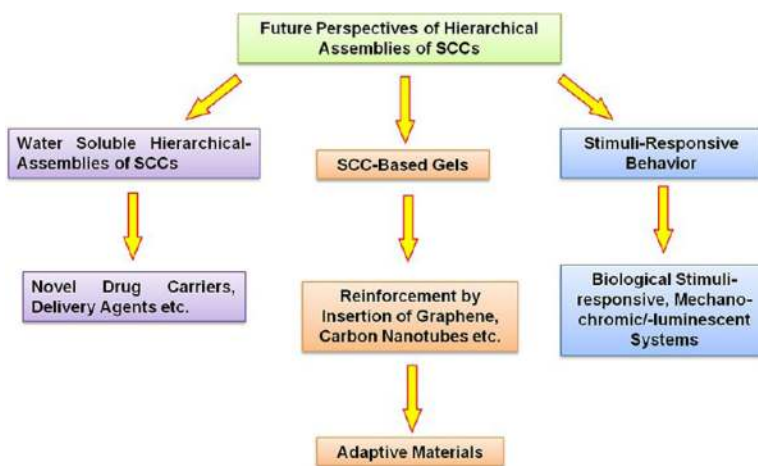 Future Perspectives of Hierarchical
Assemblies of SCCs
Water Soluble Hierarchical-
Assemblies of SCCs
SCC-Based Gels
Stimuli-Responsive
Behavior
Novel Drug Carriers,
Delivery Agents etc.
Reinforcement by
Insertion of Graphene,
Carbon Nanotubes etc.
Biological Stimuli-
responsive, Mechano-
chromic/-luminescent
Systems
Adaptive Materials